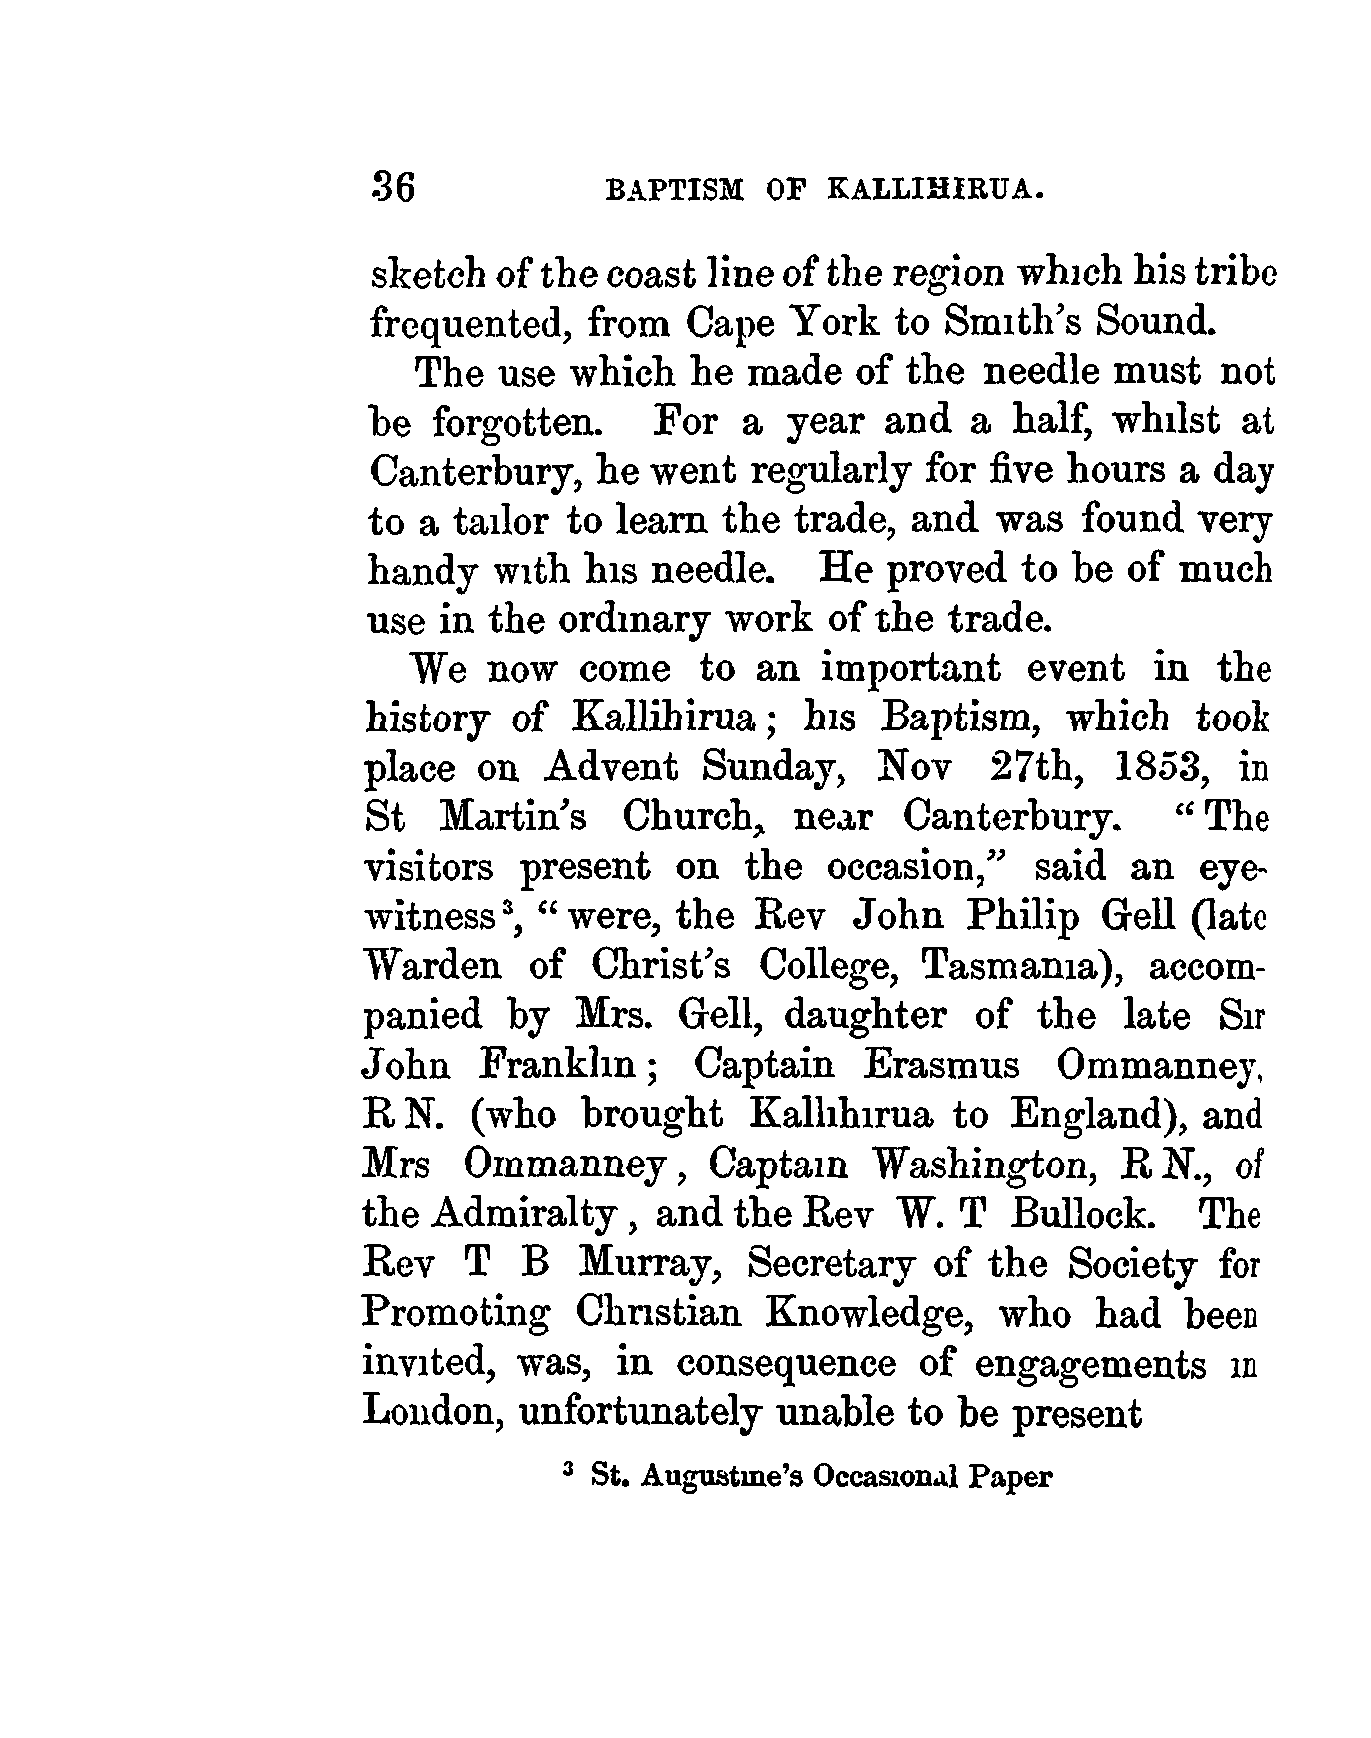 36 BAPTISM OF KALLIHIRUA.
sketch of the coast line of the region which his tribe
frequented, from Cape York to Smith's Sound.
The use which he made of the needle must not
be forgotten. For a year and a half, whilst at
Canterbury, he went regularly for five hours a day
to a tailor to learn the trade, and was found very
handy with his needle. He proved to be of much
use in the ordinary work of the trade.
We now come to an important event in the
history of Kallihirua; his Baptism, which took
place on Advent Sunday, Nov 27th, 1853, in
St Martin's Church, near Canterbury. "The
visitors present on the occasion," said an eye-
witness³, "were, the Rev John Philip Gell (late
Warden of Christ's College, Tasmania), accom-
panied by Mrs. Gell, daughter of the late Sir
John Franklin; Captain Erasmus Ommanney,
R N. (who brought Kallihirua to England), and
Mrs Ommanney, Captain Washington, R N., of
the Admiralty, and the Rev W. T Bullock. The
Rev T B Murray, Secretary of the Society for
Promoting Christian Knowledge, who had been
invited, was, in consequence of engagements in
London, unfortunately unable to be present
³ St. Augustine's Occasional Paper